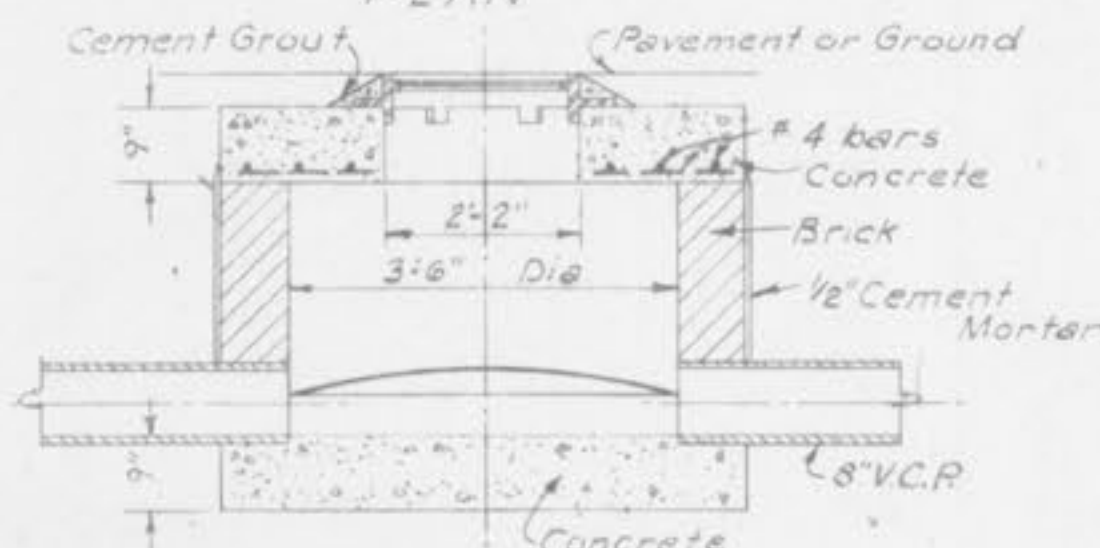 PLAN
Cement Grout
Pavement or Ground
9"
# 4 bars
Concrete
2'-2"
Brick
3'-6" Dia
1/2" Cement
Mortar
9"
8" V.C.P.
Concrete